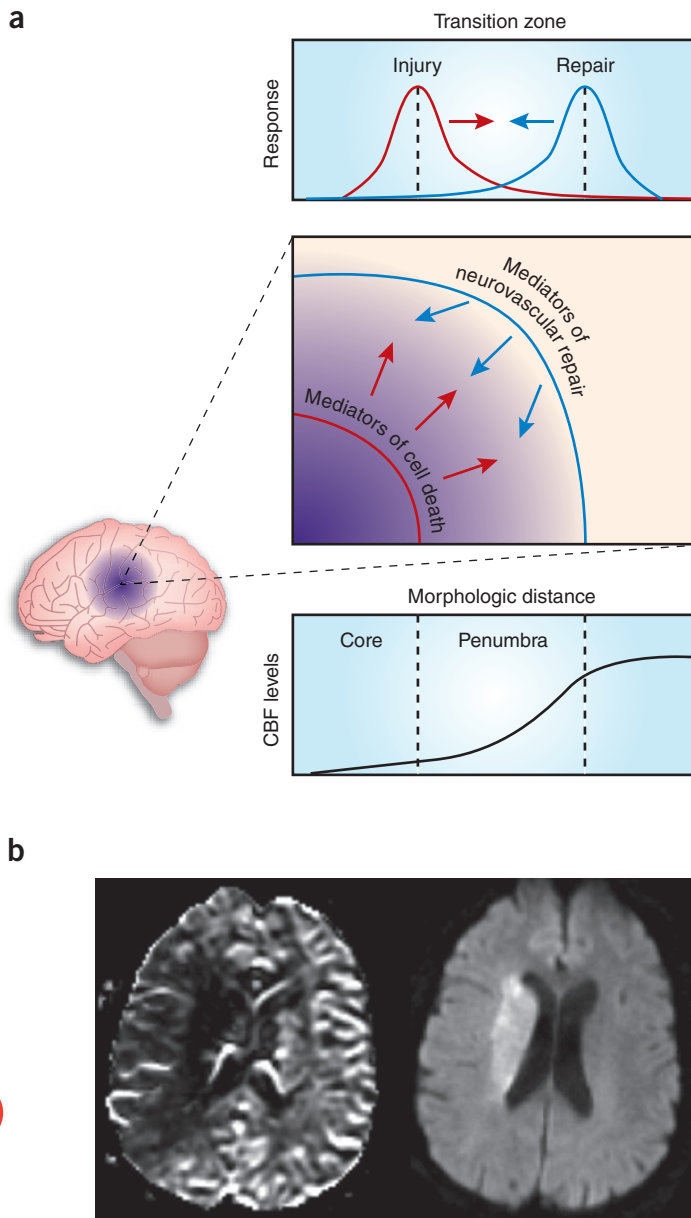 a
Transition zone
Injury
Repair
Response
Mediators of
neurovascular repair
Mediators of cell death
Morphologic distance
Core
Penumbra
CBF levels
b